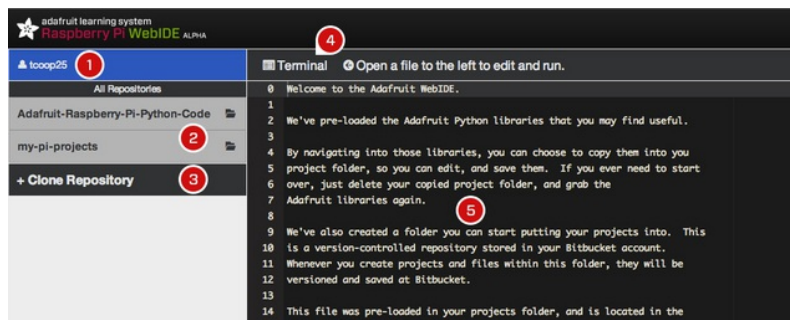 adafruit learning system
Raspberry Pi WebIDE ALPHA
4
tcoop25 1
Terminal Open a file to the left to edit and run.
All Repositories
Adafruit-Raspberry-Pi-Python-Code
my-pi-projects 2
+ Clone Repository 3
0 Welcome to the Adafruit WebIDE.
1
2 We've pre-loaded the Adafruit Python libraries that you may find useful.
3
4 By navigating into those libraries, you can choose to copy them into you
5 project folder, so you can edit, and save them. If you ever need to start
6 over, just delete your copied project folder, and grab the
7 Adafruit libraries again.
5
8
9 We've also created a folder you can start putting your projects into. This
10 is a version-controlled repository stored in your Bitbucket account.
11 Whenever you create projects and files within this folder, they will be
12 versioned and saved at Bitbucket.
13
14 This file was pre-loaded in your projects folder, and is located in the